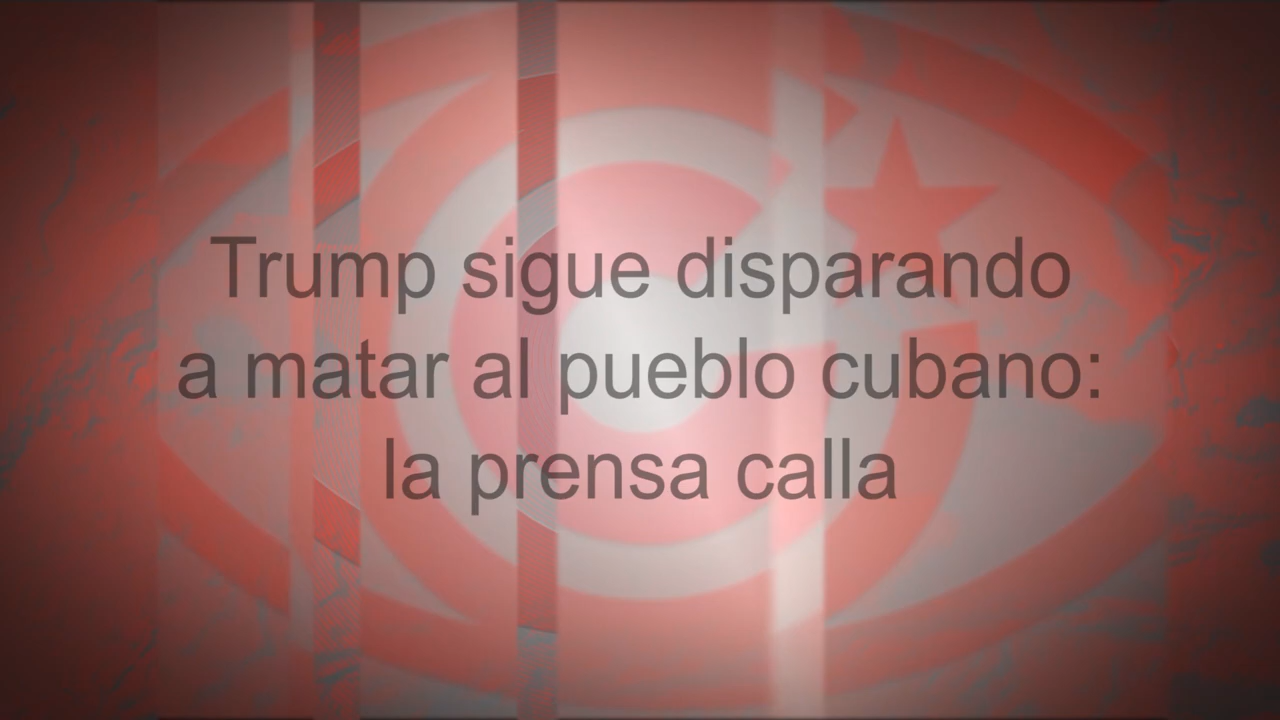 Trump sigue disparando
a matar al pueblo cubano:
la prensa calla